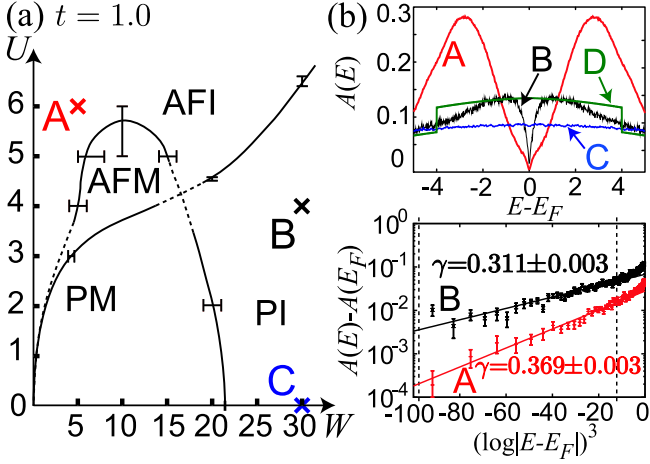 (a) t = 1.0
U
6
5
4
3
2
1
0
A
AFI
AFM
PM
B
PI
C
5 10 15 20 25 30 W
(b)
0.3
0.2
0.1
0
A(E)
A
B
D
C
-5 -4 -2 0 2 4 5
E-E_F
10^0
10^-1
10^-2
10^-3
10^-4
A(E)-A(E_F)
γ=0.311±0.003
B
A
γ=0.369±0.003
-100 -80 -60 -40 -20 0
(log|E-E_F|)^3